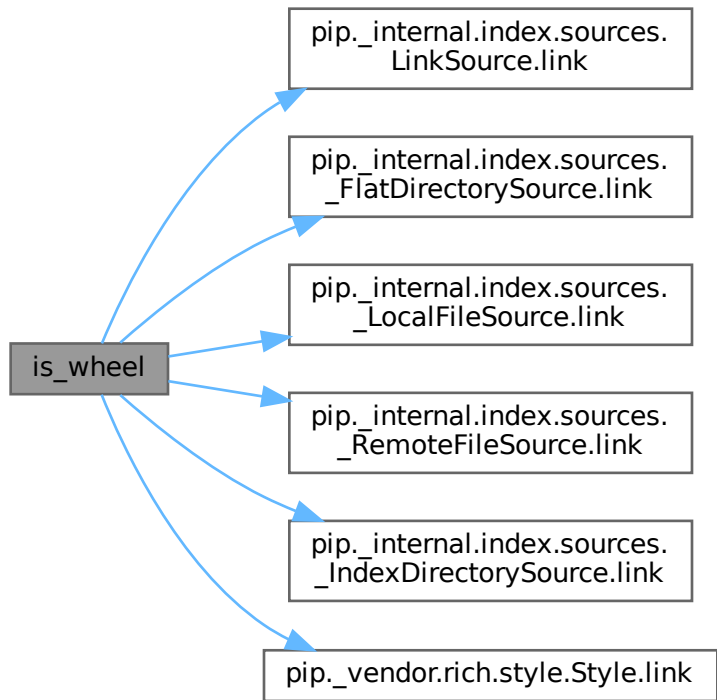 pip._internal.index.sources.
LinkSource.link
pip._internal.index.sources.
_FlatDirectorySource.link
pip._internal.index.sources.
_LocalFileSource.link
is_wheel
pip._internal.index.sources.
_RemoteFileSource.link
pip._internal.index.sources.
_IndexDirectorySource.link
pip._vendor.rich.style.Style.link